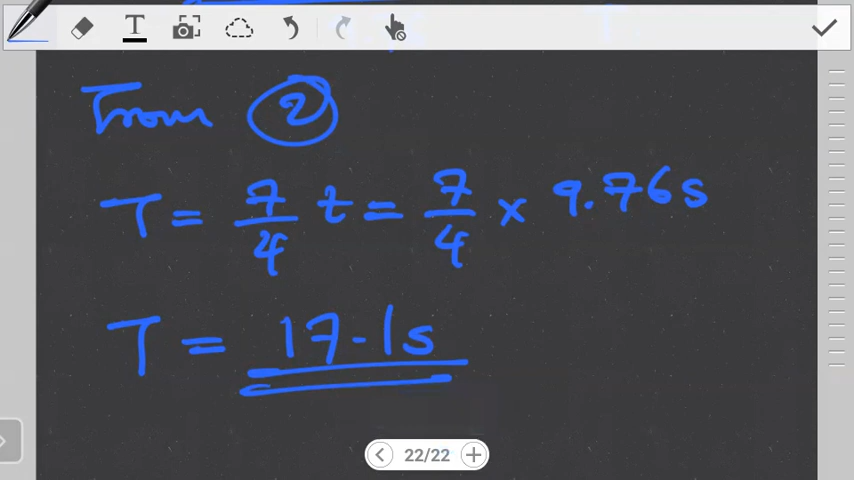 T
From ②
T = 7/4 t = 7/4 × 9.76s
T = 17.1s
22/22